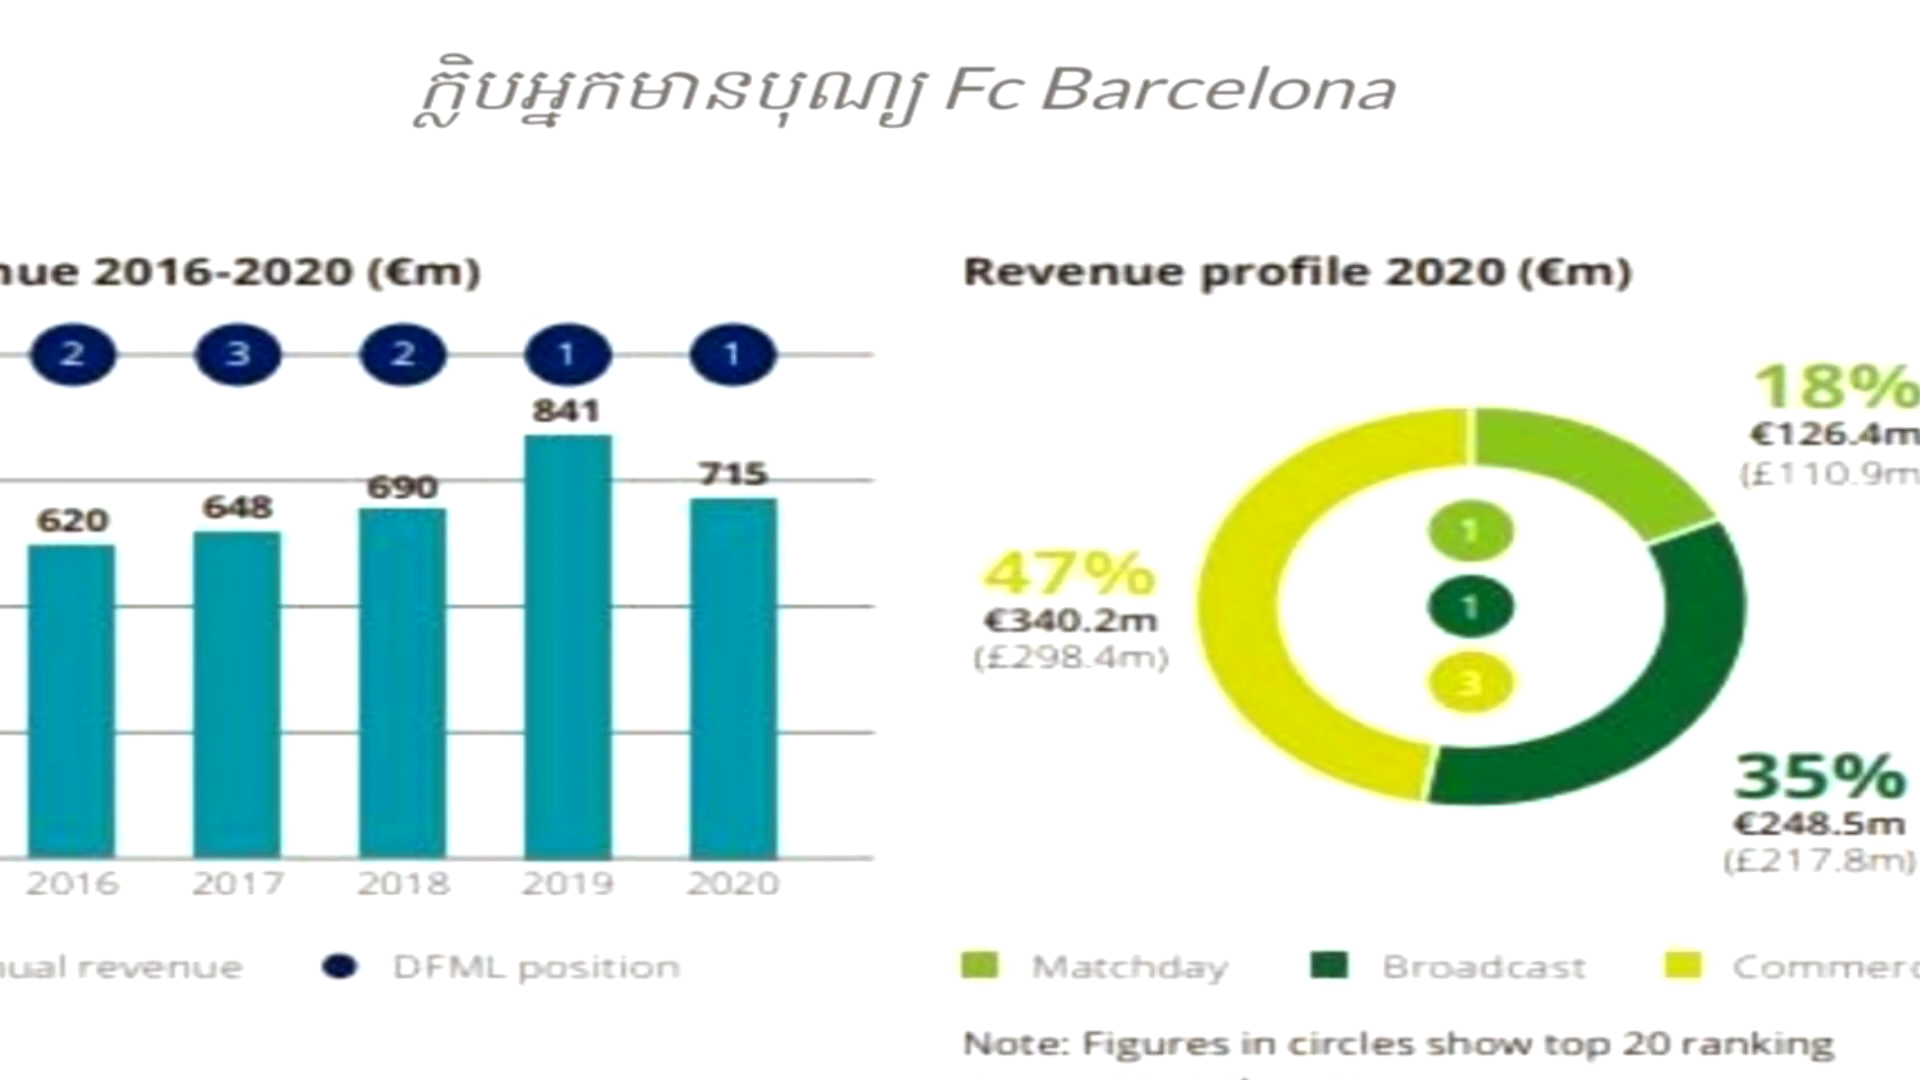 ក្លិបអ្នកមានបុណ្យ Fc Barcelona
2016-2020 (€m)
2 3 2 1 1
620 648 690 841 715
2016 2017 2018 2019 2020
revenue DFML position
Revenue profile 2020 (€m)
18%
€126.4m
(£110.9m
47%
€340.2m
(£298.4m)
1
1
3
35%
€248.5m
(£217.8m)
Matchday Broadcast
Note: Figures in circles show top 20 ranking